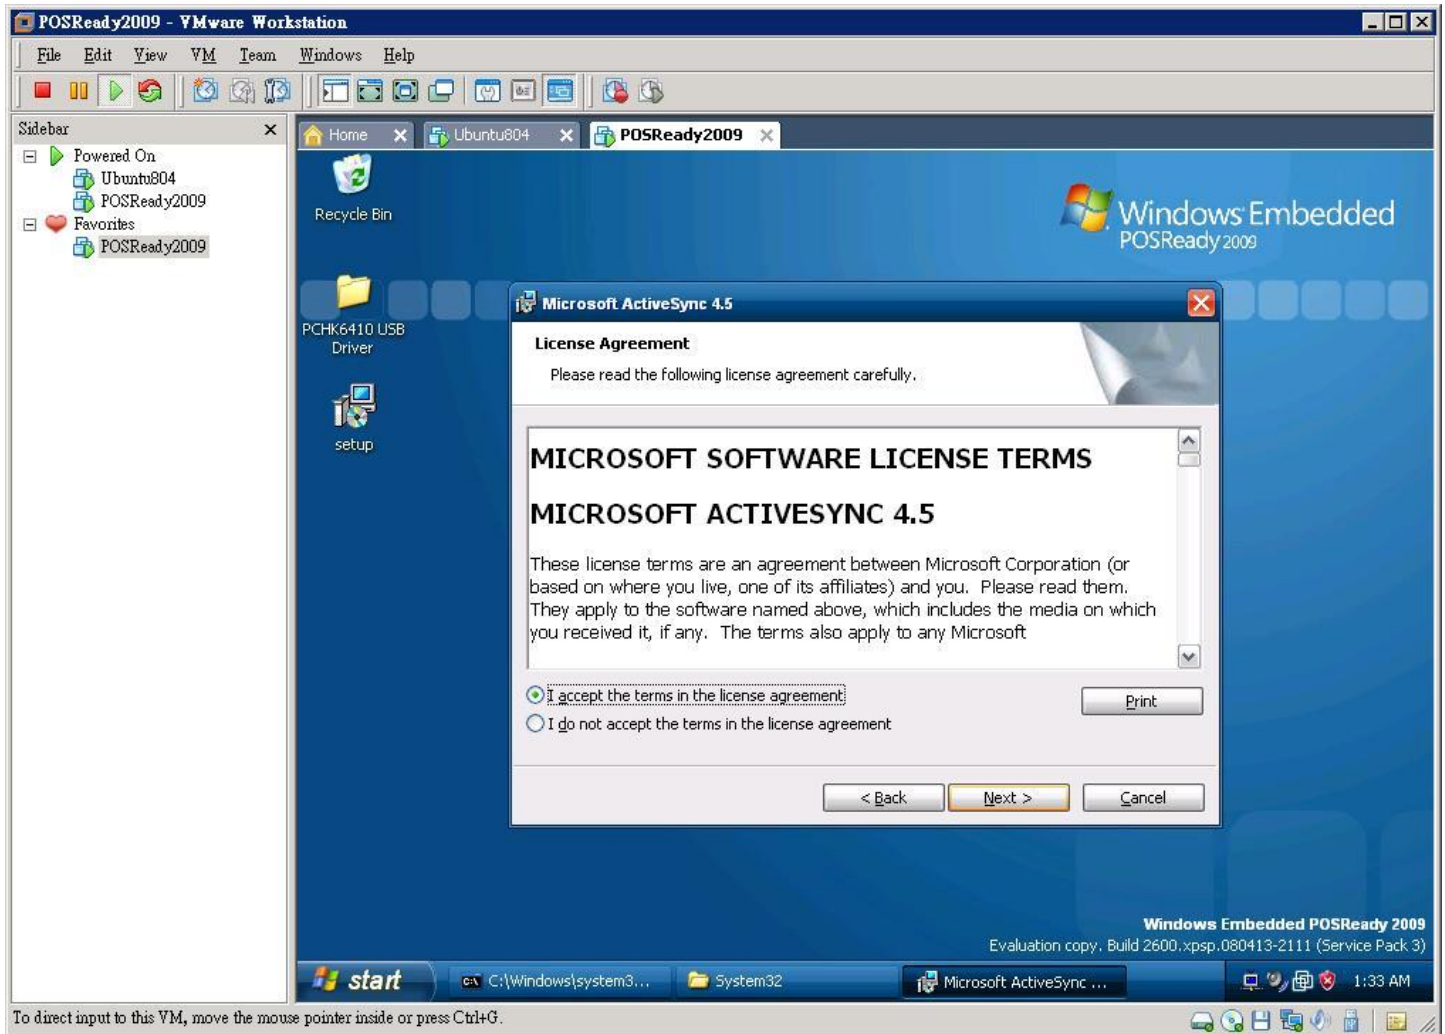 POSReady2009 - VMware Workstation
File Edit View VM Team Windows Help
Sidebar
Powered On
Ubuntu804
POSReady2009
Favorites
POSReady2009
Home Ubuntu804 POSReady2009
Recycle Bin
Windows Embedded
POSReady 2009
PCHK6410 USB
Driver
setup
Microsoft ActiveSync 4.5
License Agreement
Please read the following license agreement carefully.
MICROSOFT SOFTWARE LICENSE TERMS
MICROSOFT ACTIVESYNC 4.5
These license terms are an agreement between Microsoft Corporation (or
based on where you live, one of its affiliates) and you. Please read them.
They apply to the software named above, which includes the media on which
you received it, if any. The terms also apply to any Microsoft
I accept the terms in the license agreement
I do not accept the terms in the license agreement
Print
< Back Next > Cancel
Windows Embedded POSReady 2009
Evaluation copy. Build 2600.xpsp.080413-2111 (Service Pack 3)
start C:\Windows\system3... System32 Microsoft ActiveSync ... 1:33 AM
To direct input to this VM, move the mouse pointer inside or press Ctrl+G.